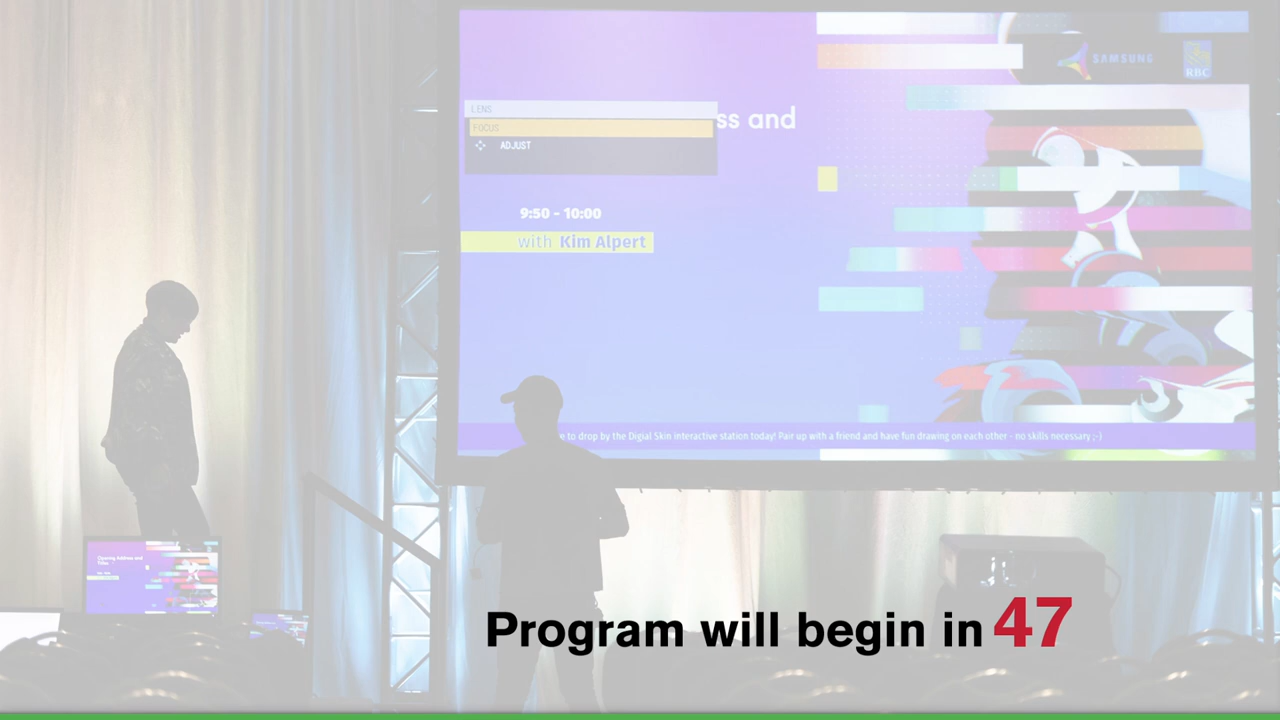 SAMSUNG
RBC
LENS
FOCUS
ADJUST
ss and
9:50 - 10:00
with Kim Alpert
e to drop by the Digial Skin interactive station today! Pair up with a friend and have fun drawing on each other - no skills necessary ;-)
Program will begin in 47